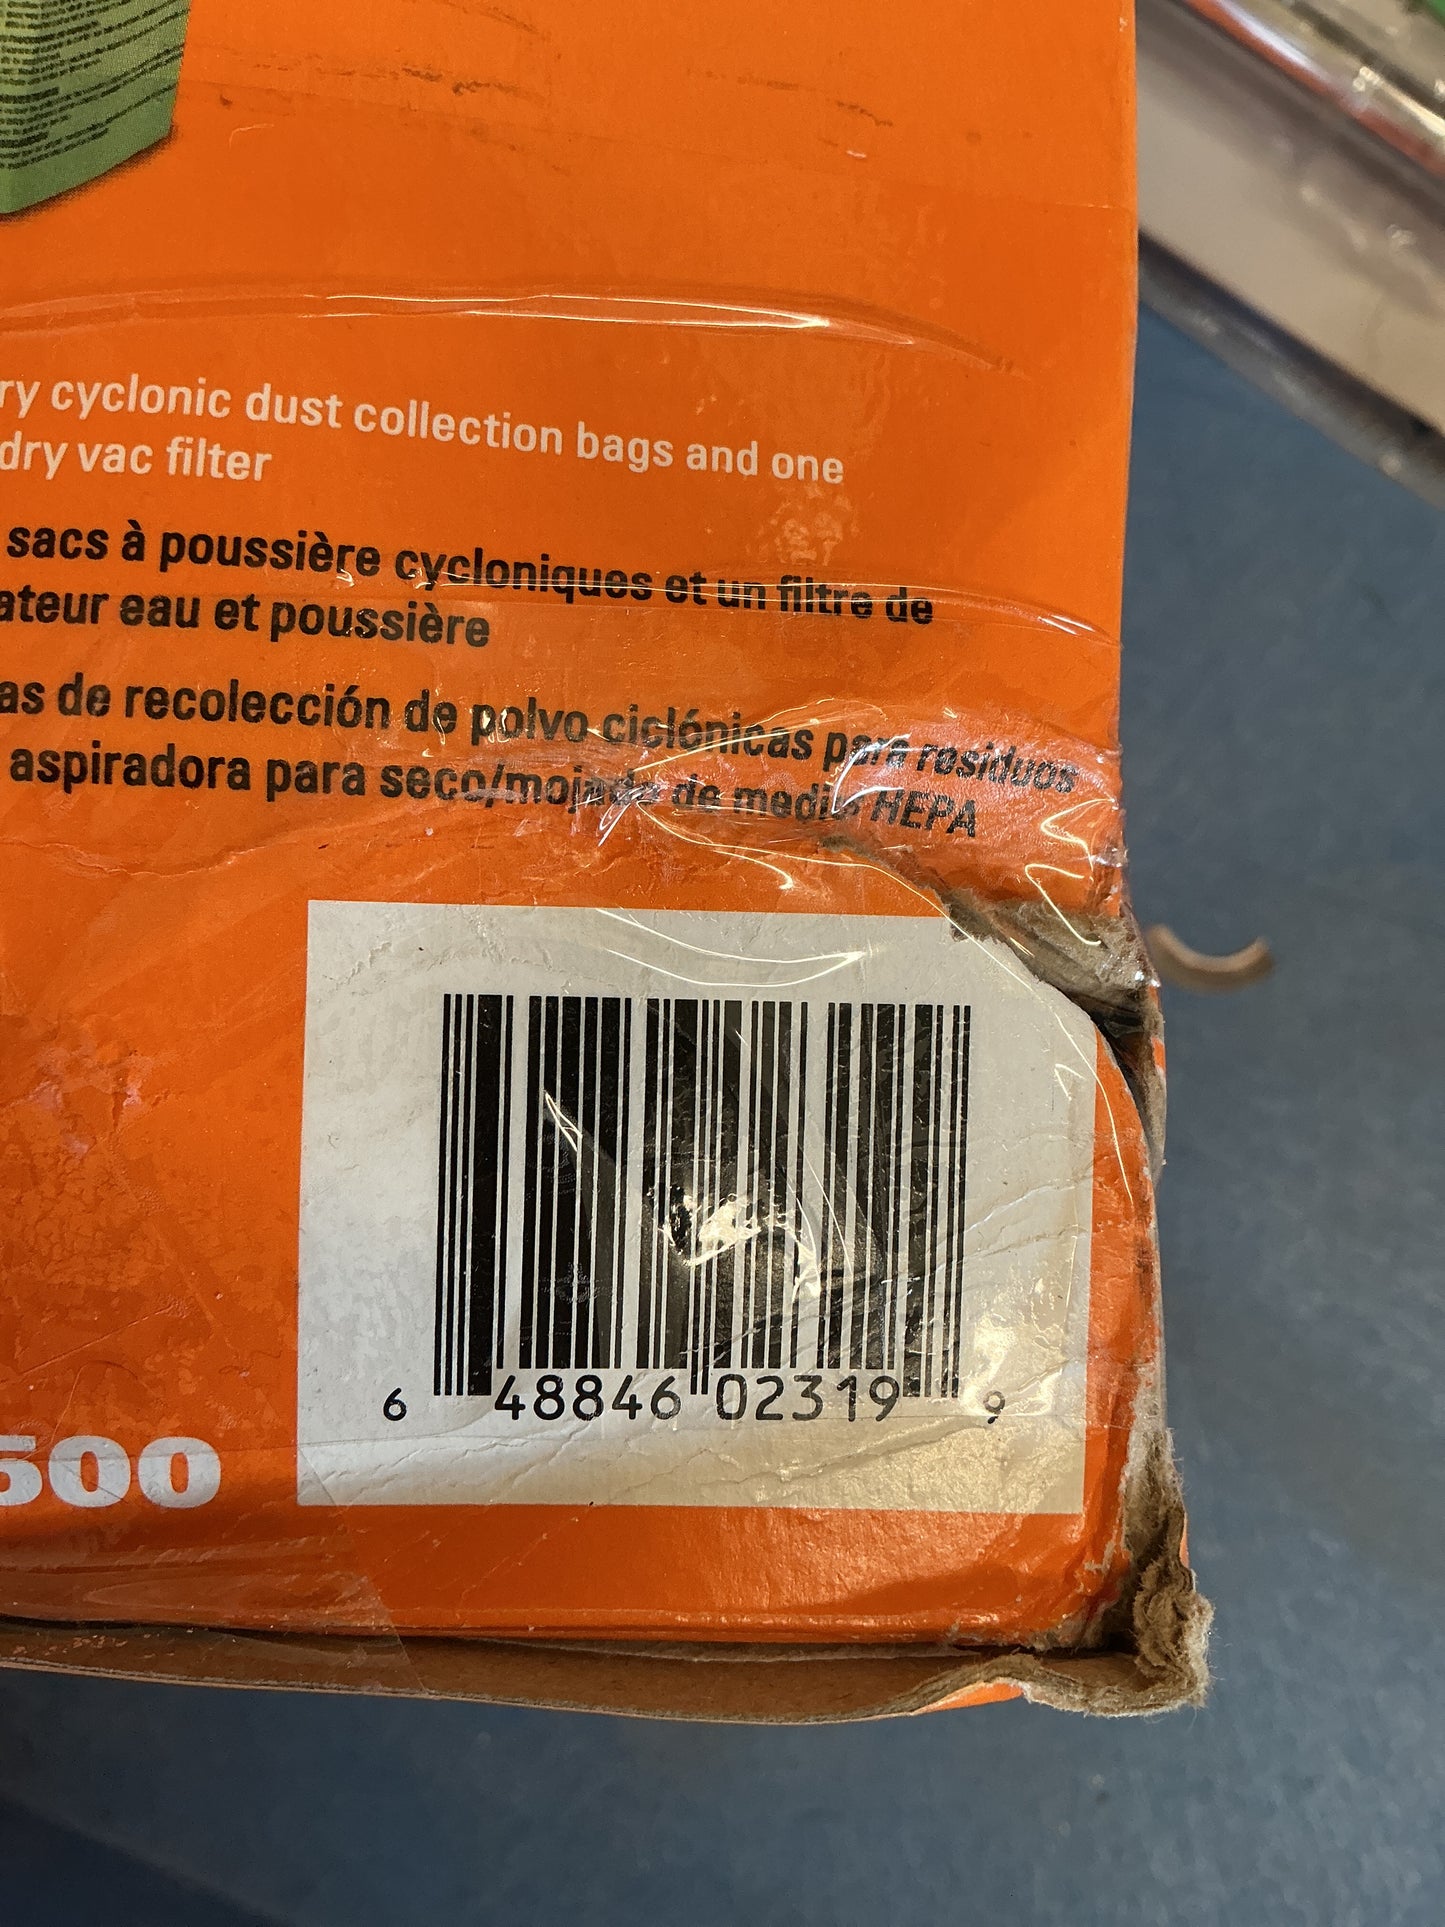 ry cyclonic dust collection bags and one
dry vac filter
sacs à poussière cycloniques et un filtre de
ateur eau et poussière
as de recolección de polvo ciclónicas para residuos
aspiradora para seco/mojado de medio HEPA
6 48846 02319 9
500